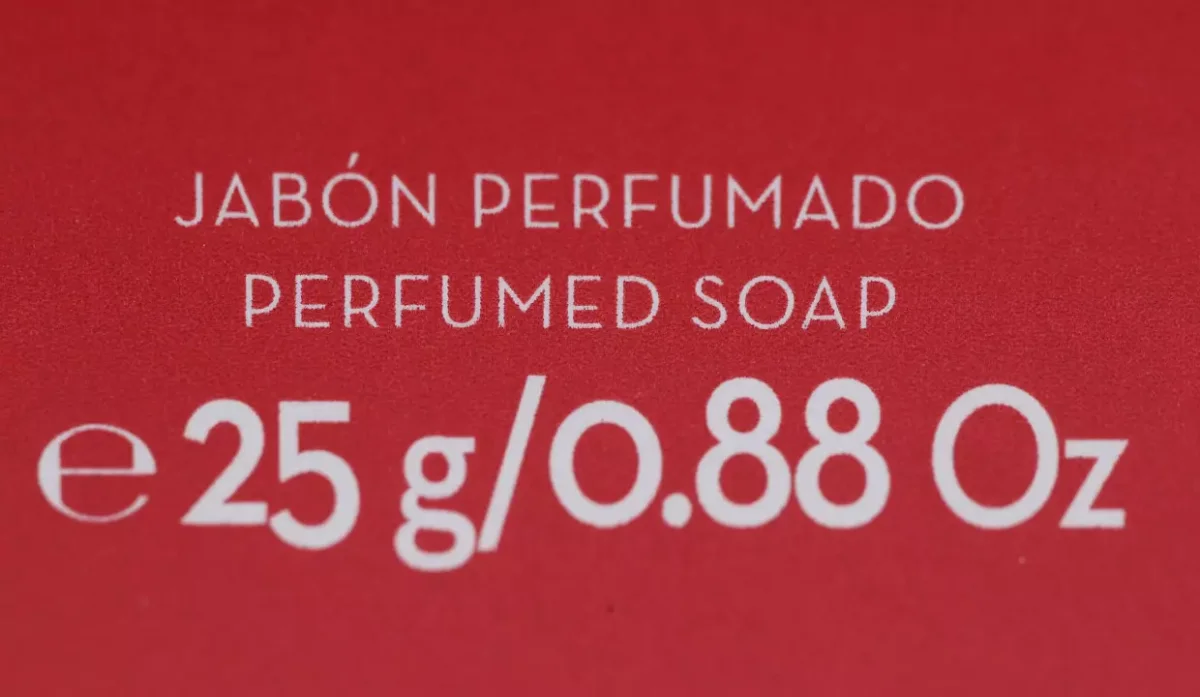 JABÓN PERFUMADO
PERFUMED SOAP
℮ 25 g/0.88 Oz